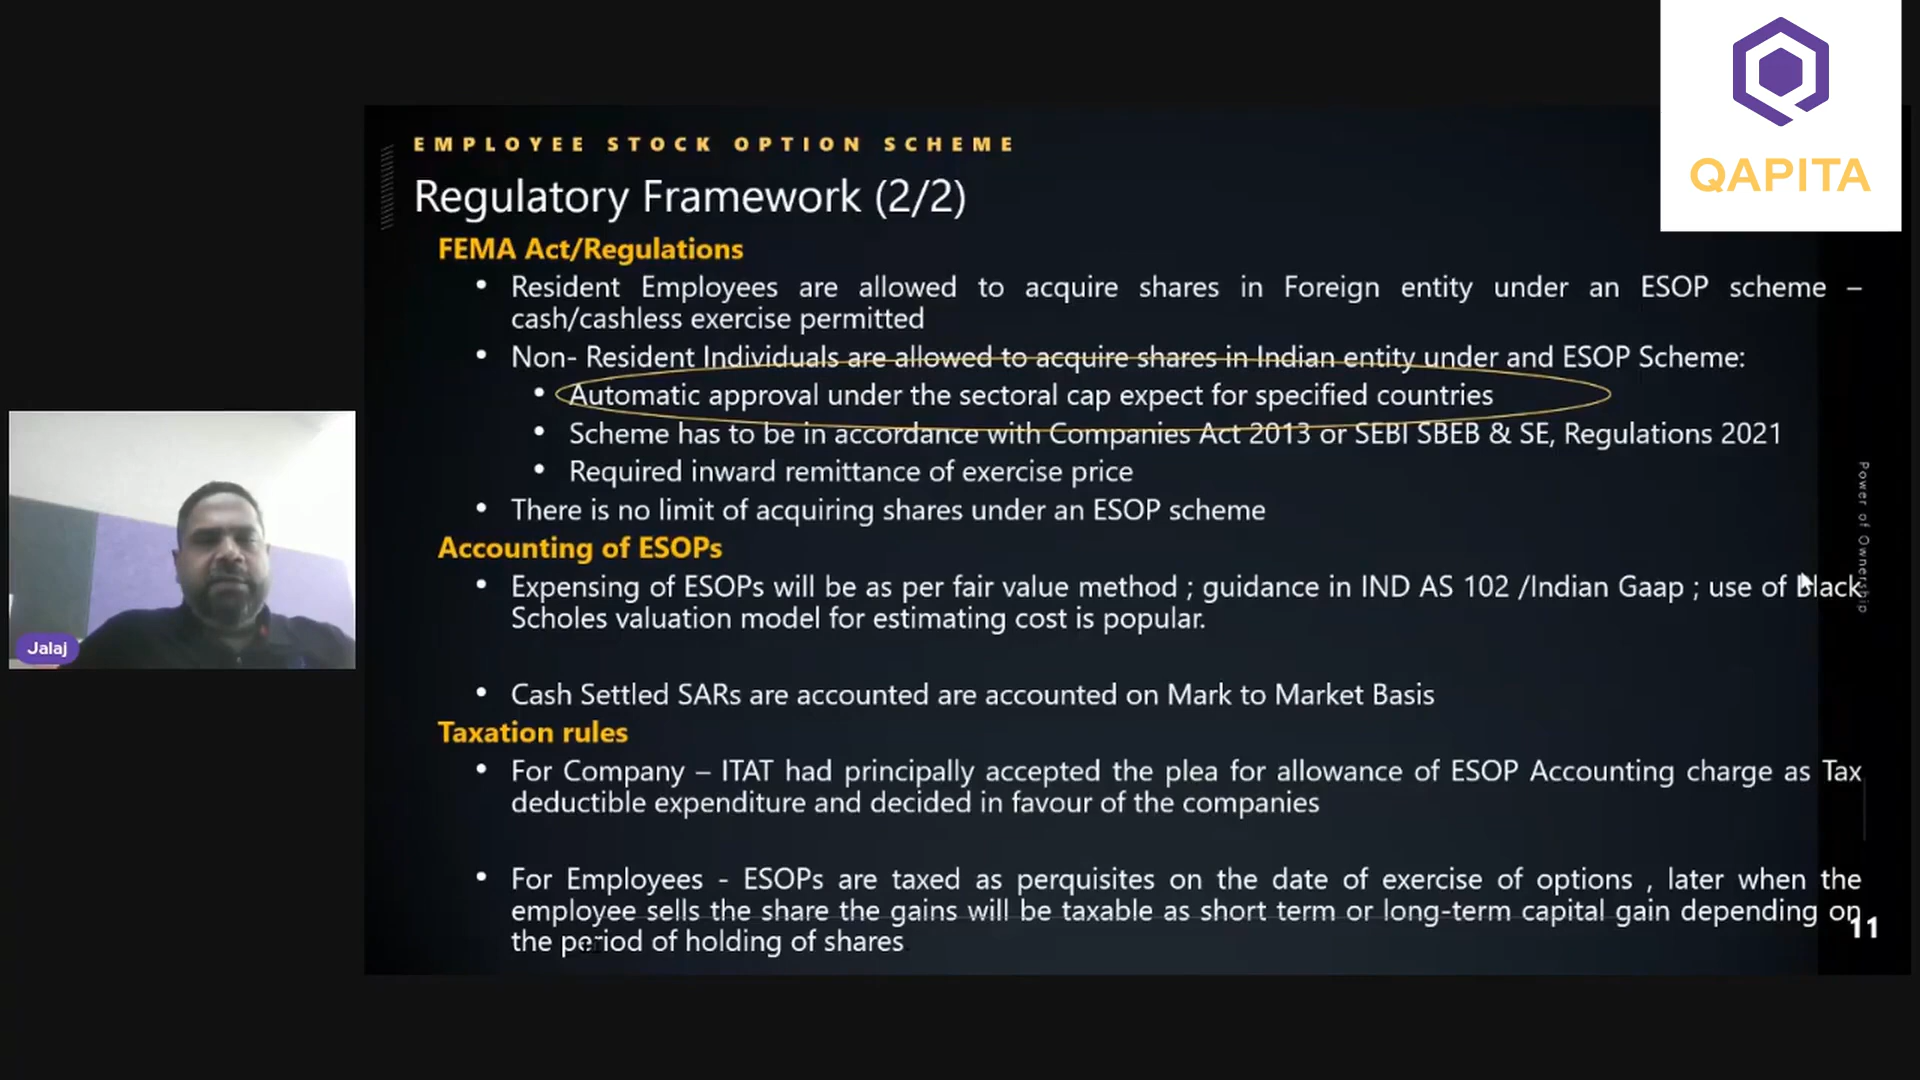 QAPITA
EMPLOYEE STOCK OPTION SCHEME
Regulatory Framework (2/2)
FEMA Act/Regulations
• Resident Employees are allowed to acquire shares in Foreign entity under an ESOP scheme –
cash/cashless exercise permitted
• Non- Resident Individuals are allowed to acquire shares in Indian entity under and ESOP Scheme:
• Automatic approval under the sectoral cap expect for specified countries
• Scheme has to be in accordance with Companies Act 2013 or SEBI SBEB & SE, Regulations 2021
• Required inward remittance of exercise price
• There is no limit of acquiring shares under an ESOP scheme
Accounting of ESOPs
• Expensing of ESOPs will be as per fair value method ; guidance in IND AS 102 /Indian Gaap ; use of Black
Scholes valuation model for estimating cost is popular.
• Cash Settled SARs are accounted are accounted on Mark to Market Basis
Taxation rules
• For Company – ITAT had principally accepted the plea for allowance of ESOP Accounting charge as Tax
deductible expenditure and decided in favour of the companies
• For Employees - ESOPs are taxed as perquisites on the date of exercise of options , later when the
employee sells the share the gains will be taxable as short term or long-term capital gain depending on
the period of holding of shares
Power of Ownership
11
Jalaj